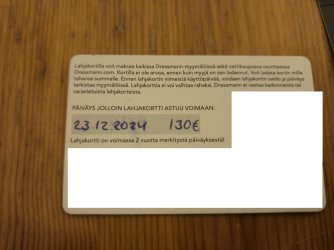 Lahjakortilla voit maksaa kaikissa Dressmann-myymälöissä sekä nettikaupassa osoitteessa
Dressmann.com. Kortilla ei ole arvoa, ennen kuin myyjä on sen ladannut. Voit ladata kortin mille
tahansa summalle. Ennen lahjakortin viimeistä käyttöpäivää, voidaan lahjakortin saldo ja päiväys
tarkistaa myymälöissä. Lahjakorttia ei voi vaihtaa rahaksi. Dressmann ei vastaa kadonneista tai
varastetuista lahjakorteista.
PÄIVÄYS JOLLOIN LAHJAKORTTI ASTUU VOIMAAN:
23.12.2024 130€
Lahjakortti on voimassa 2 vuotta merkitystä päiväyksestä!